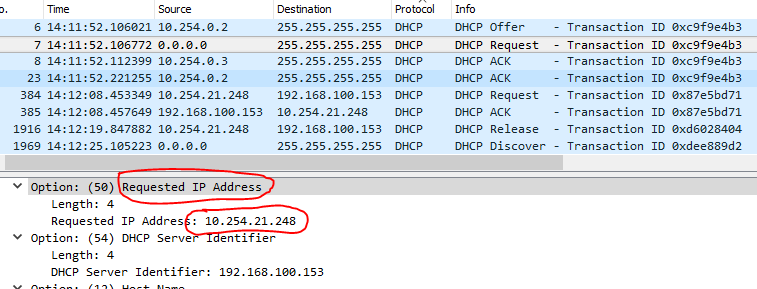 o. Time Source Destination Protocol Info
6 14:11:52.106021 10.254.0.2 255.255.255.255 DHCP DHCP Offer - Transaction ID 0xc9f9e4b3
7 14:11:52.106772 0.0.0.0 255.255.255.255 DHCP DHCP Request - Transaction ID 0xc9f9e4b3
8 14:11:52.112399 10.254.0.3 255.255.255.255 DHCP DHCP ACK - Transaction ID 0xc9f9e4b3
23 14:11:52.221255 10.254.0.2 255.255.255.255 DHCP DHCP ACK - Transaction ID 0xc9f9e4b3
384 14:12:08.453349 10.254.21.248 192.168.100.153 DHCP DHCP Request - Transaction ID 0x87e5bd71
385 14:12:08.457649 192.168.100.153 10.254.21.248 DHCP DHCP ACK - Transaction ID 0x87e5bd71
1916 14:12:19.847882 10.254.21.248 192.168.100.153 DHCP DHCP Release - Transaction ID 0xd6028404
1969 14:12:25.105223 0.0.0.0 255.255.255.255 DHCP DHCP Discover - Transaction ID 0xdee889d2
Option: (50) Requested IP Address
Length: 4
Requested IP Address: 10.254.21.248
Option: (54) DHCP Server Identifier
Length: 4
DHCP Server Identifier: 192.168.100.153
Option: (12) Host Name